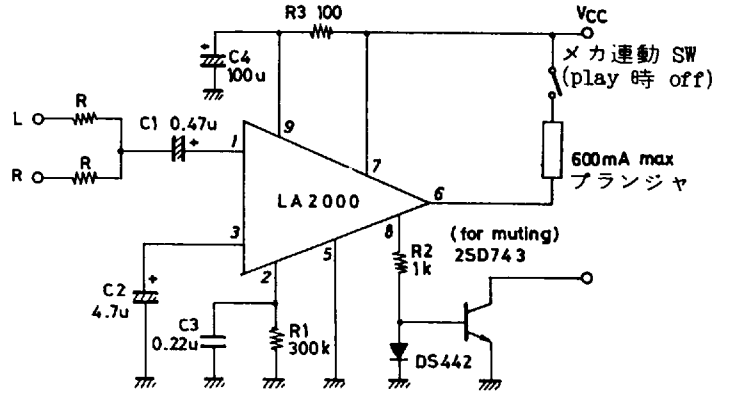 R3 100
VCC
C4
100u
メカ連動 SW
(play 時 off)
L
R
C1 0.47u
R
R
1
9
7
LA2000
6
600mA max
プランジャ
3
2
5
8
(for muting)
2SD743
R2
1k
C2
4.7u
C3
0.22u
R1
300k
DS442